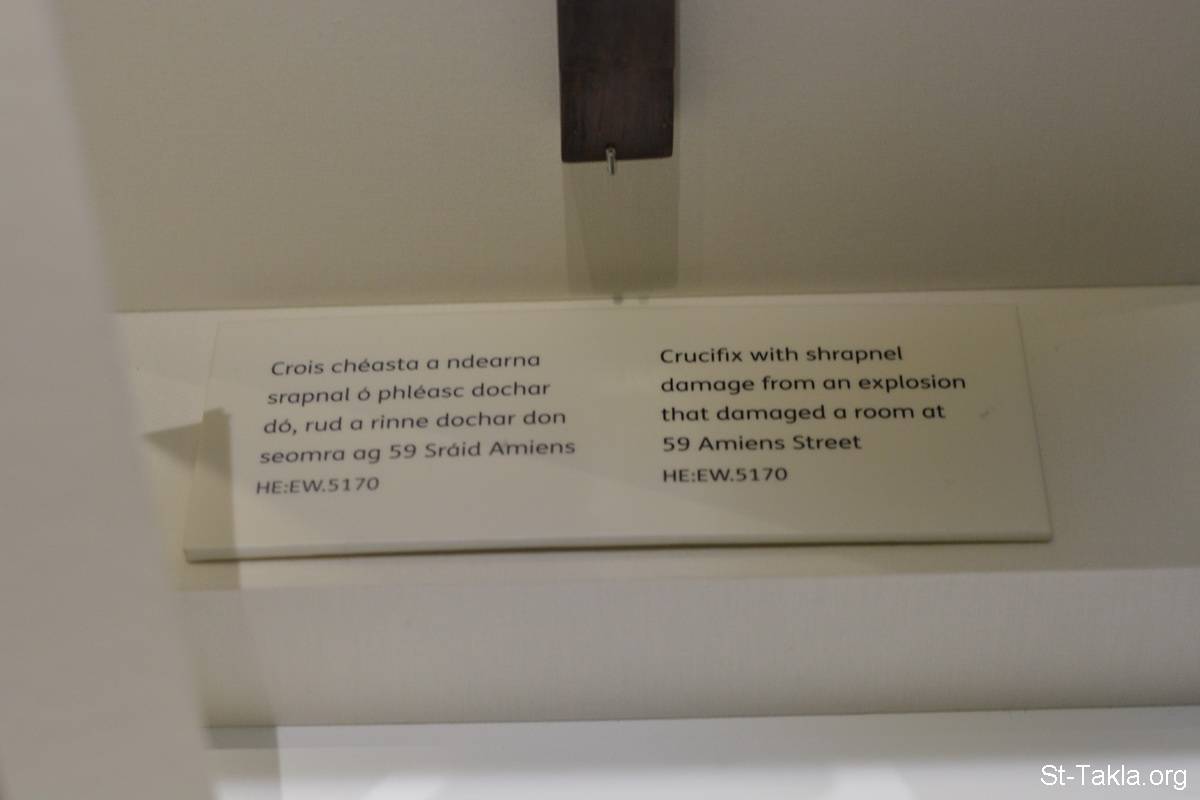 Crois chéasta a ndearna
srapnal ó phléasc dochar
dó, rud a rinne dochar don
seomra ag 59 Sráid Amiens
HE:EW.5170
Crucifix with shrapnel
damage from an explosion
that damaged a room at
59 Amiens Street
HE:EW.5170
St-Takla.org